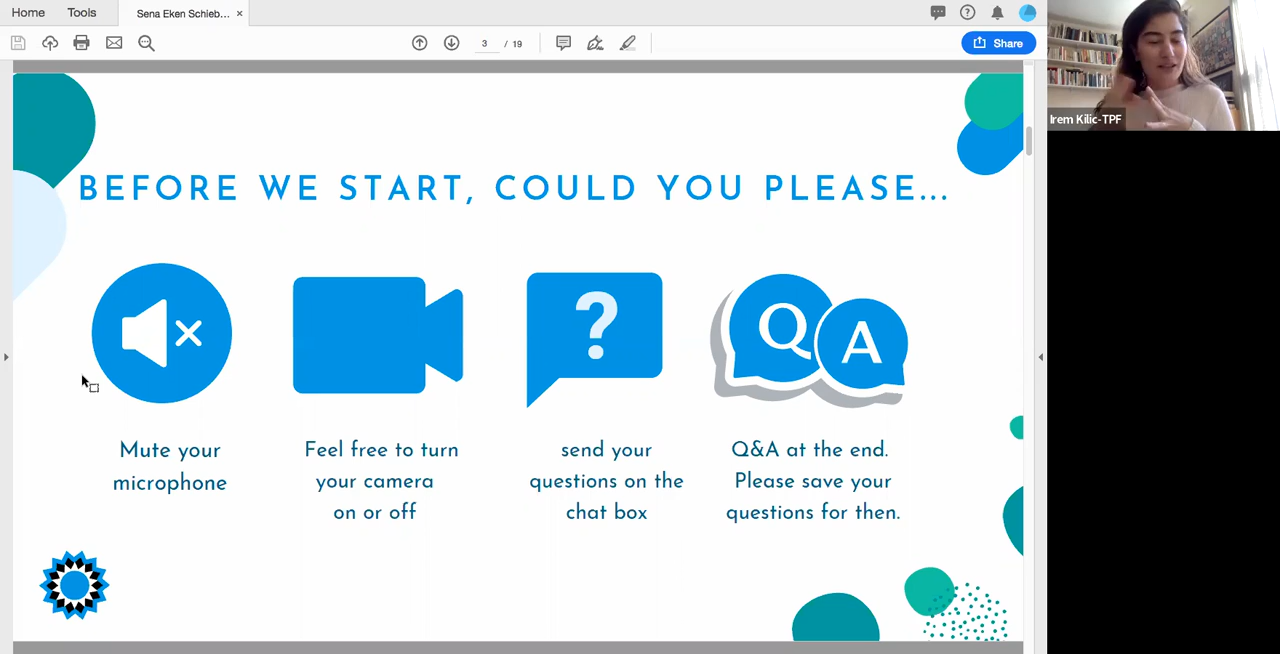 Home
Tools
Sena Eken Schieb... ×
3 / 19
Share
Irem Kilic-TPF
BEFORE WE START, COULD YOU PLEASE...
?
Q A
Mute your
microphone
Feel free to turn
your camera
on or off
send your
questions on the
chat box
Q&A at the end.
Please save your
questions for then.